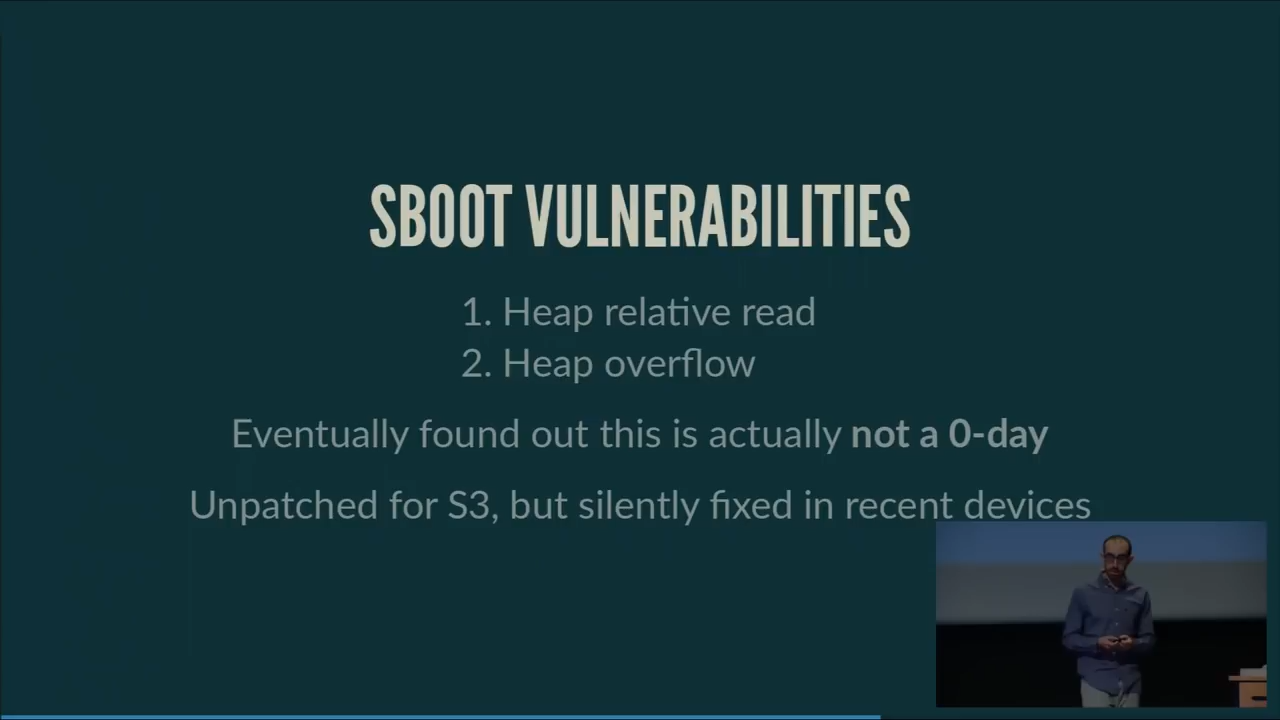 SBOOT VULNERABILITIES
1. Heap relative read
2. Heap overflow
Eventually found out this is actually not a 0-day
Unpatched for S3, but silently fixed in recent devices